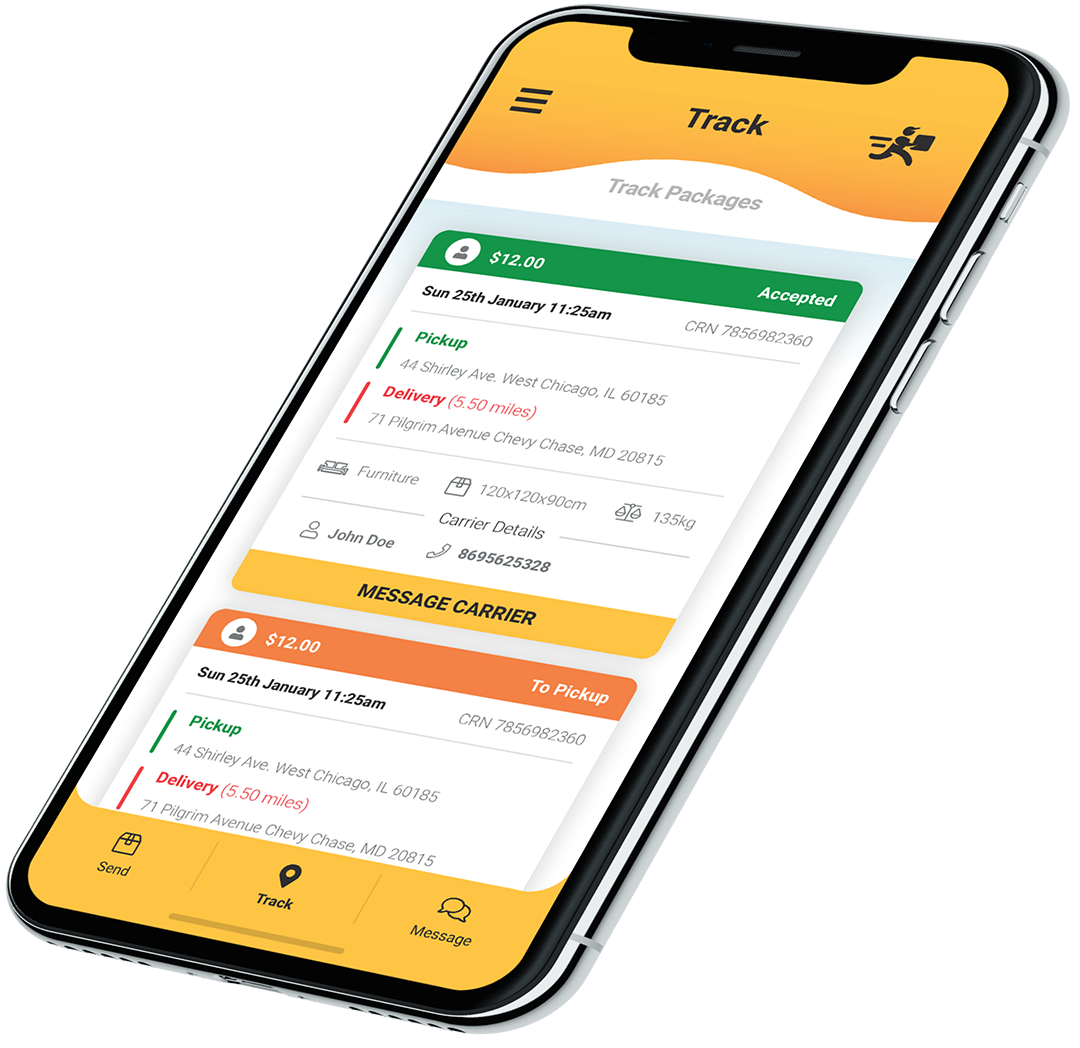 Track
Track Packages
$12.00
Accepted
Sun 25th January 11:25am
CRN 7856982360
Pickup
44 Shirley Ave. West Chicago, IL 60185
Delivery (5.50 miles)
71 Pilgrim Avenue Chevy Chase, MD 20815
Furniture
120x120x90cm
135kg
Carrier Details
John Doe
8695625328
MESSAGE CARRIER
$12.00
To Pickup
Sun 25th January 11:25am
CRN 7856982360
Pickup
44 Shirley Ave. West Chicago, IL 60185
Delivery (5.50 miles)
71 Pilgrim Avenue Chevy Chase, MD 20815
Send
Track
Message